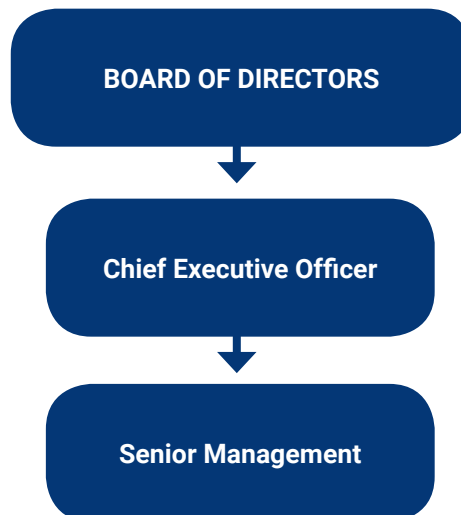 BOARD OF DIRECTORS
Chief Executive Officer
Senior Management